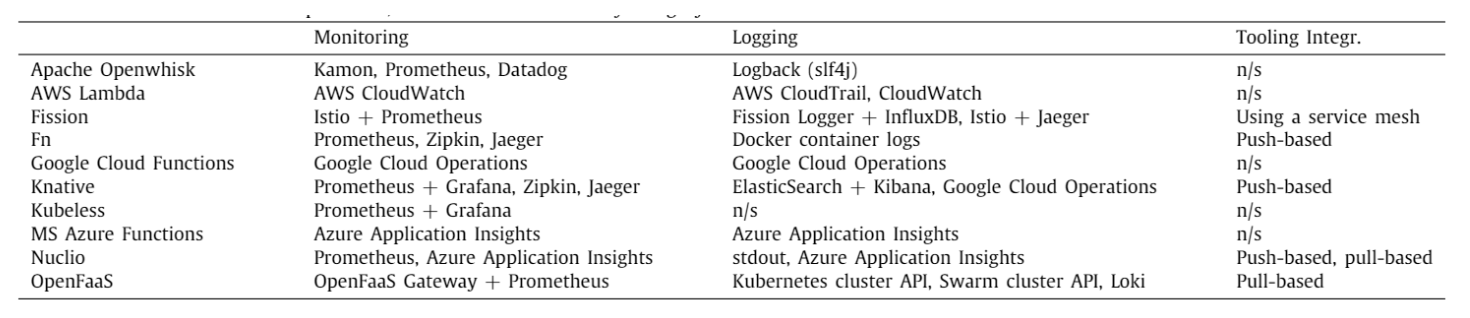 Monitoring Logging Tooling Integr.
Apache Openwhisk Kamon, Prometheus, Datadog Logback (slf4j) n/s
AWS Lambda AWS CloudWatch AWS CloudTrail, CloudWatch n/s
Fission Istio + Prometheus Fission Logger + InfluxDB, Istio + Jaeger Using a service mesh
Fn Prometheus, Zipkin, Jaeger Docker container logs Push-based
Google Cloud Functions Google Cloud Operations Google Cloud Operations n/s
Knative Prometheus + Grafana, Zipkin, Jaeger ElasticSearch + Kibana, Google Cloud Operations Push-based
Kubeless Prometheus + Grafana n/s n/s
MS Azure Functions Azure Application Insights Azure Application Insights n/s
Nuclio Prometheus, Azure Application Insights stdout, Azure Application Insights Push-based, pull-based
OpenFaaS OpenFaaS Gateway + Prometheus Kubernetes cluster API, Swarm cluster API, Loki Pull-based